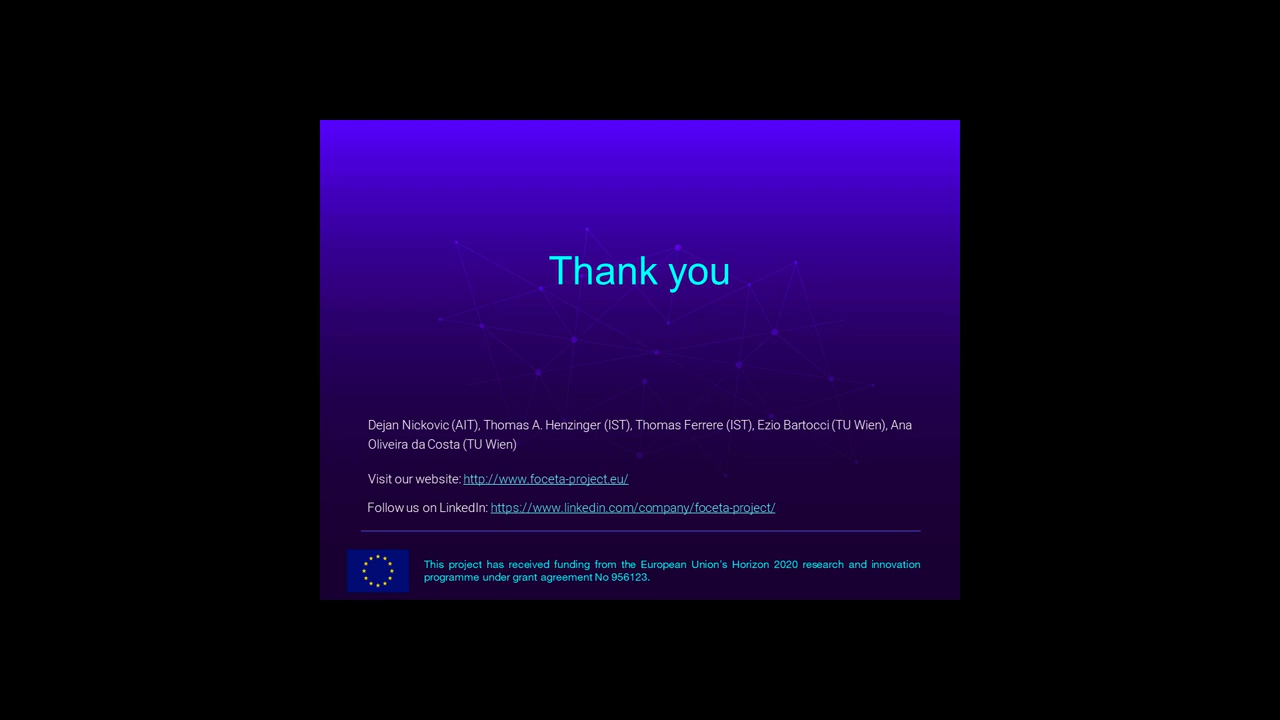 Thank you
Dejan Nickovic (AIT), Thomas A. Henzinger (IST), Thomas Ferrere (IST), Ezio Bartocci (TU Wien), Ana
Oliveira da Costa (TU Wien)
Visit our website: http://www.foceta-project.eu/
Follow us on LinkedIn: https://www.linkedin.com/company/foceta-project/
This project has received funding from the European Union's Horizon 2020 research and innovation
programme under grant agreement No 956123.